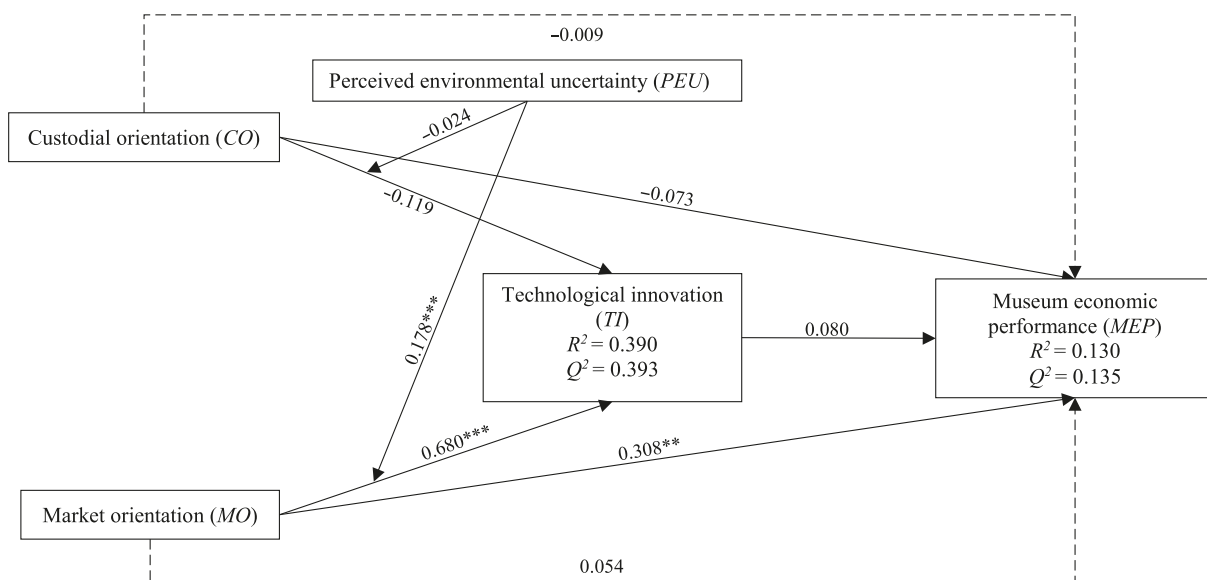 −0.009
Perceived environmental uncertainty (PEU)
−0.024
Custodial orientation (CO)
−0.119
−0.073
Technological innovation
(TI)
R² = 0.390
Q² = 0.393
0.080
Museum economic
performance (MEP)
R² = 0.130
Q² = 0.135
0.178***
0.680***
0.308**
Market orientation (MO)
0.054